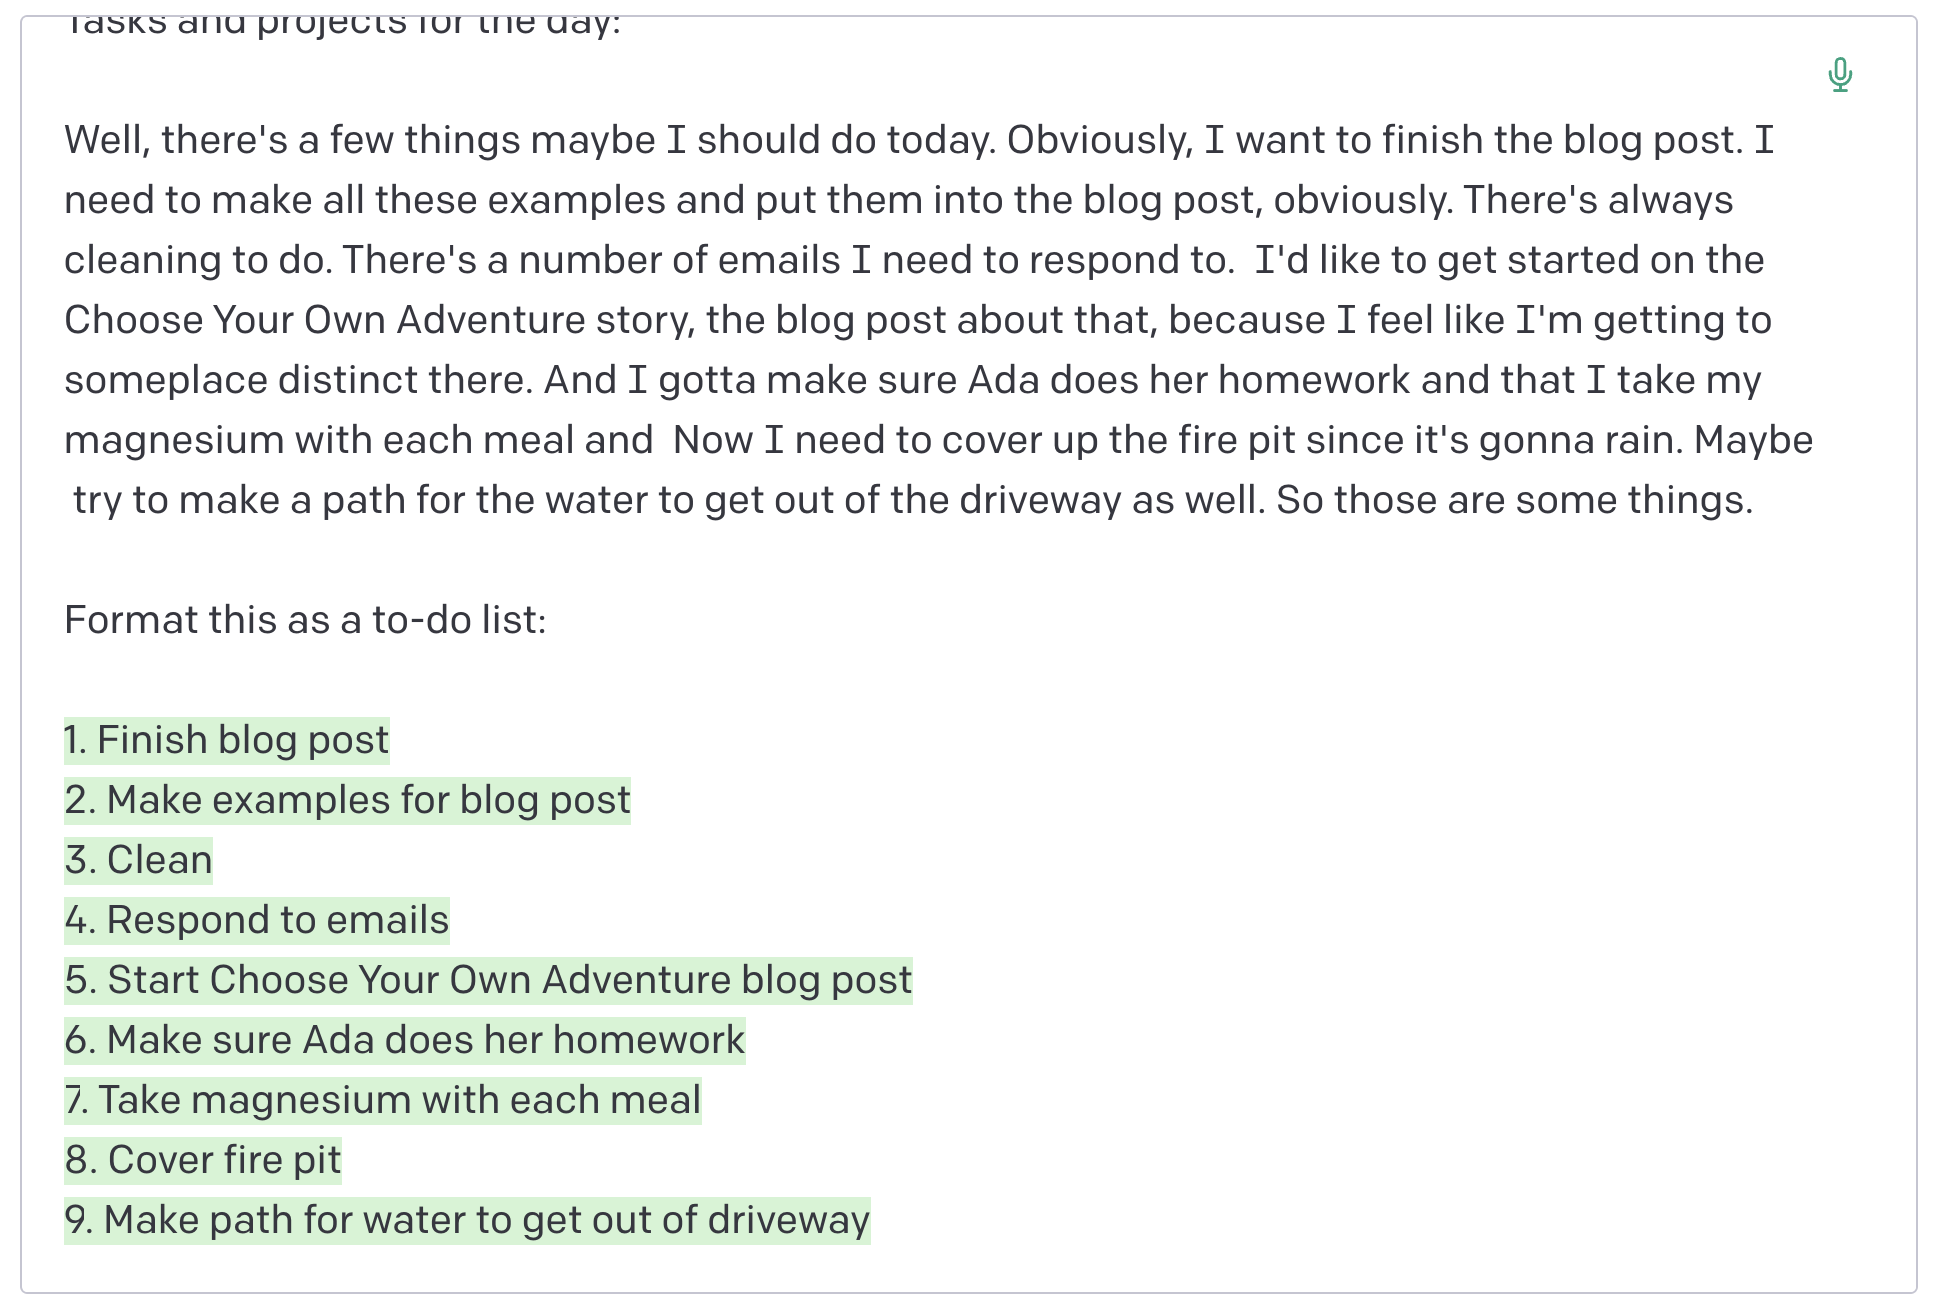 Tasks and projects for the day:
Well, there's a few things maybe I should do today. Obviously, I want to finish the blog post. I
need to make all these examples and put them into the blog post, obviously. There's always
cleaning to do. There's a number of emails I need to respond to.  I'd like to get started on the
Choose Your Own Adventure story, the blog post about that, because I feel like I'm getting to
someplace distinct there. And I gotta make sure Ada does her homework and that I take my
magnesium with each meal and  Now I need to cover up the fire pit since it's gonna rain. Maybe
try to make a path for the water to get out of the driveway as well. So those are some things.
Format this as a to-do list:
1. Finish blog post
2. Make examples for blog post
3. Clean
4. Respond to emails
5. Start Choose Your Own Adventure blog post
6. Make sure Ada does her homework
7. Take magnesium with each meal
8. Cover fire pit
9. Make path for water to get out of driveway